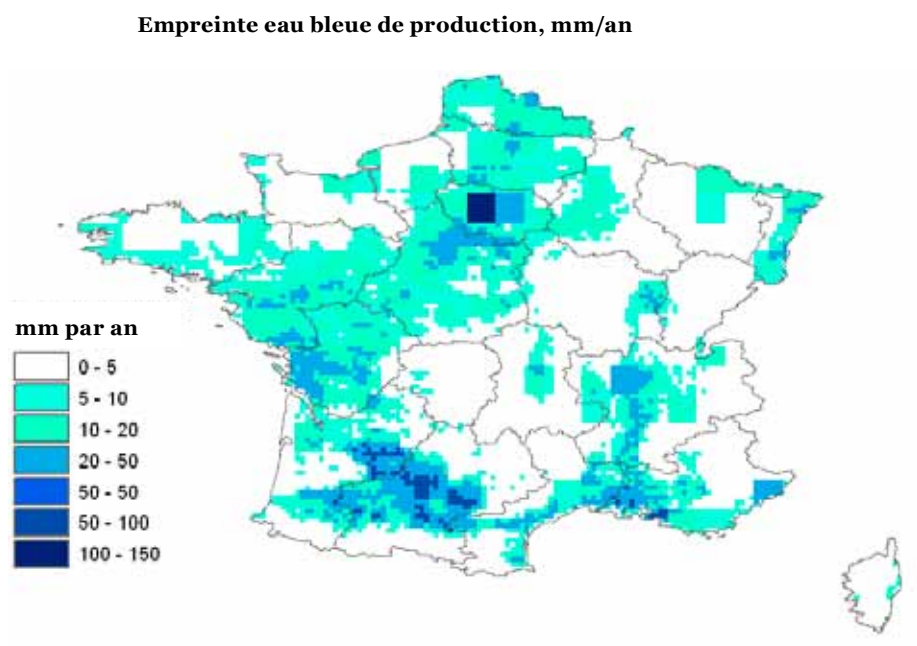 Empreinte eau bleue de production, mm/an
mm par an
0 - 5
5 - 10
10 - 20
20 - 50
50 - 50
50 - 100
100 - 150